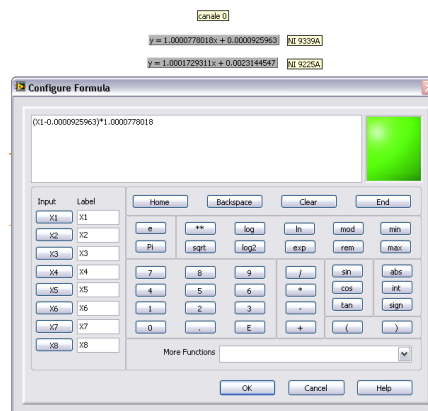 canale 0
y = 1.0000778018x + 0.0000925963 NI 9339A
y = 1.0001729311x + 0.0023144547 NI 9225A
Configure Formula
(X1-0.0000925963)*1.0000778018
Input Label
Home Backspace Clear End
X1 X1
e ** log ln mod min
X2 X2
Pi sqrt log2 exp rem max
X3 X3
X4 X4
7 8 9 / sin abs
X5 X5
4 5 6 * cos int
X6 X6
1 2 3 - tan sign
X7 X7
0 . E + ( )
X8 X8
More Functions
OK Cancel Help